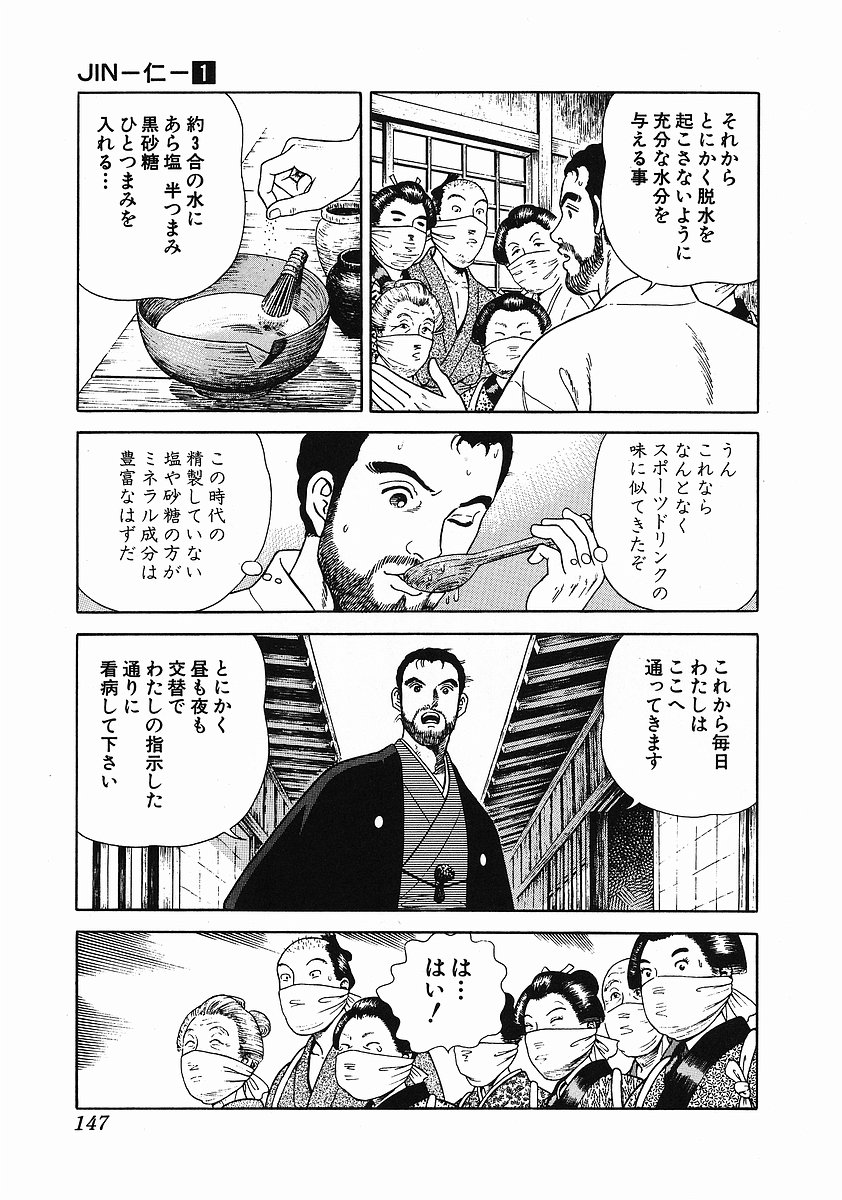 JIN－仁－1
それから
とにかく脱水を
起こさないように
充分な水分を
与える事
約3合の水に
あら塩 半つまみ
黒砂糖
ひとつまみを
入れる…
うん
これなら
なんとなく
スポーツドリンクの
味に似てきたぞ
この時代の
精製していない
塩や砂糖の方が
ミネラル成分は
豊富なはずだ
これから毎日
わたしは
ここへ
通ってきます
とにかく
昼も夜も
交替で
わたしの指示した
通りに
看病して下さい
は…
はい!
147